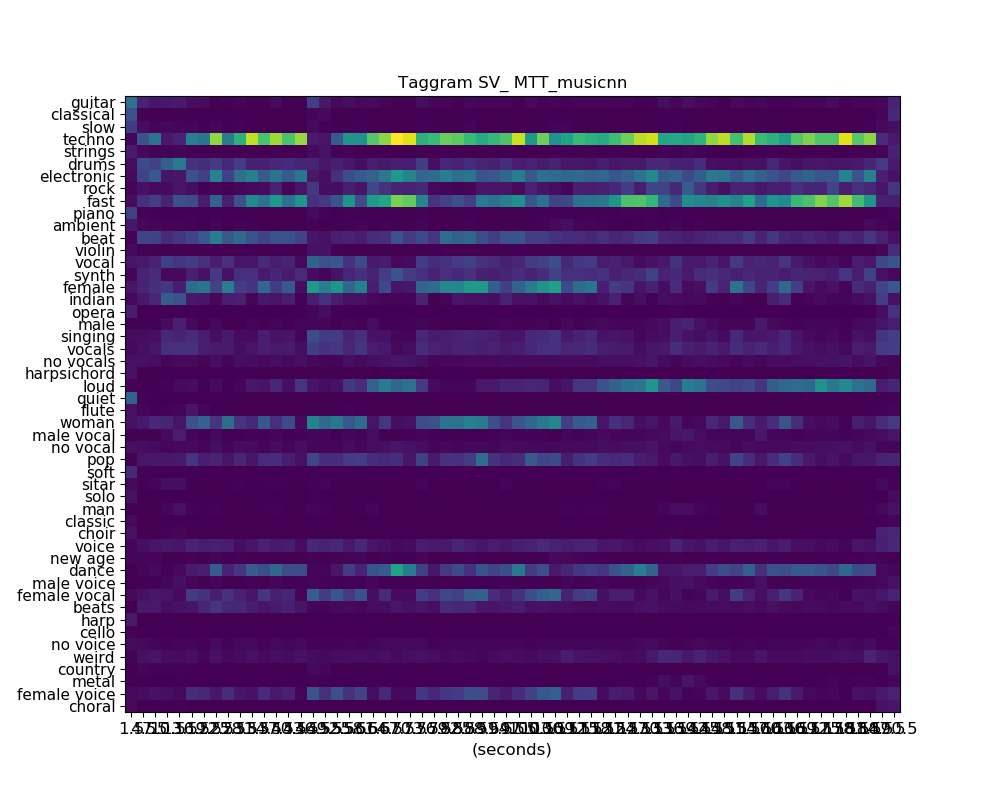 Taggram SV_ MTT_musicnn
guitar
classical
slow
techno
strings
drums
electronic
rock
fast
piano
ambient
beat
violin
vocal
synth
female
indian
opera
male
singing
vocals
no vocals
harpsichord
loud
quiet
flute
woman
male vocal
no vocal
pop
soft
sitar
solo
man
classic
choir
voice
new age
dance
male voice
female vocal
beats
harp
cello
no voice
weird
country
metal
female voice
choral
(seconds)